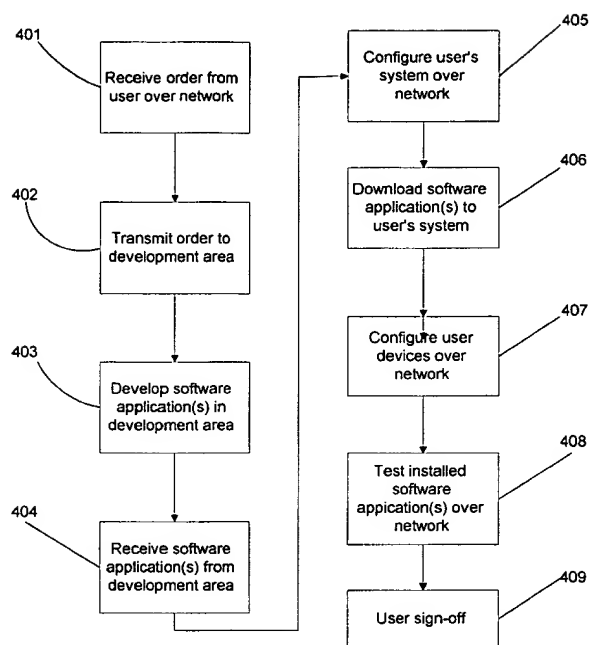 401
Receive order from
user over network
402
Transmit order to
development area
403
Develop software
application(s) in
development area
404
Receive software
application(s) from
development area
405
Configure user's
system over
network
406
Download software
application(s) to
user's system
407
Configure user
devices over
network
408
Test installed
software
appication(s) over
network
409
User sign-off